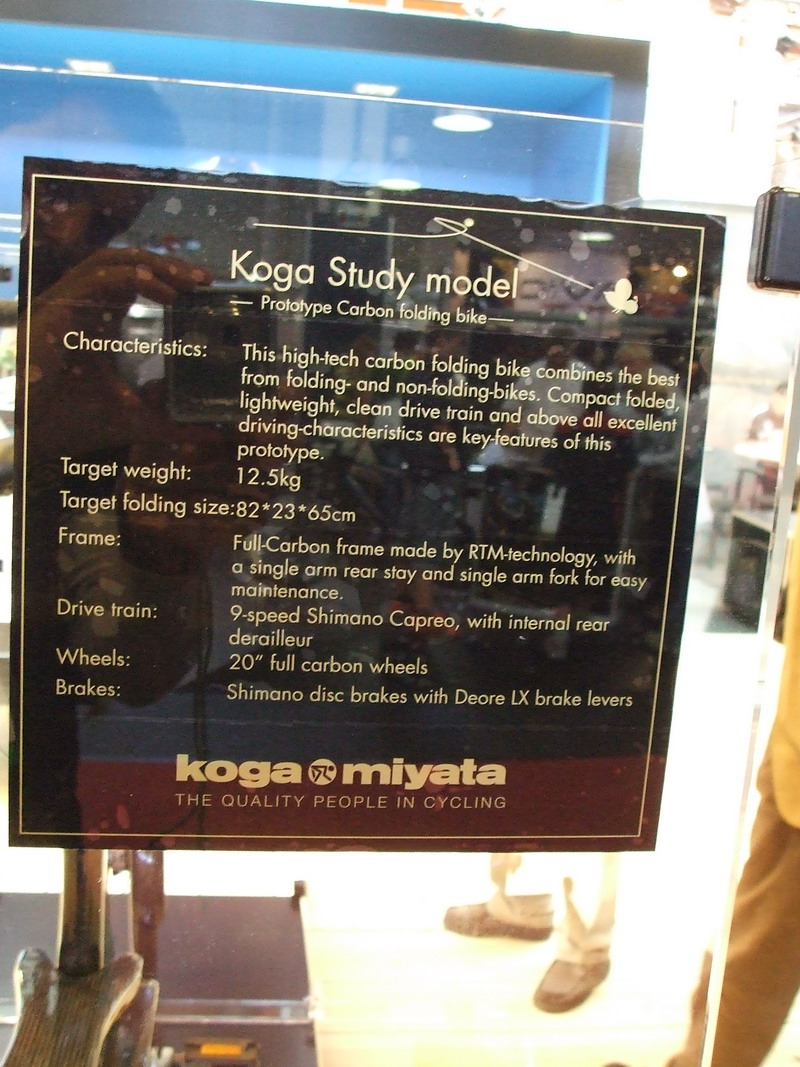 Koga Study model
— Prototype Carbon folding bike —
Characteristics: This high-tech carbon folding bike combines the best
from folding- and non-folding-bikes. Compact folded,
lightweight, clean drive train and above all excellent
driving-characteristics are key-features of this
prototype.
Target weight: 12.5kg
Target folding size:82*23*65cm
Frame: Full-Carbon frame made by RTM-technology, with
a single arm rear stay and single arm fork for easy
maintenance.
Drive train: 9-speed Shimano Capreo, with internal rear
derailleur
Wheels: 20" full carbon wheels
Brakes: Shimano disc brakes with Deore LX brake levers
koga miyata
THE QUALITY PEOPLE IN CYCLING